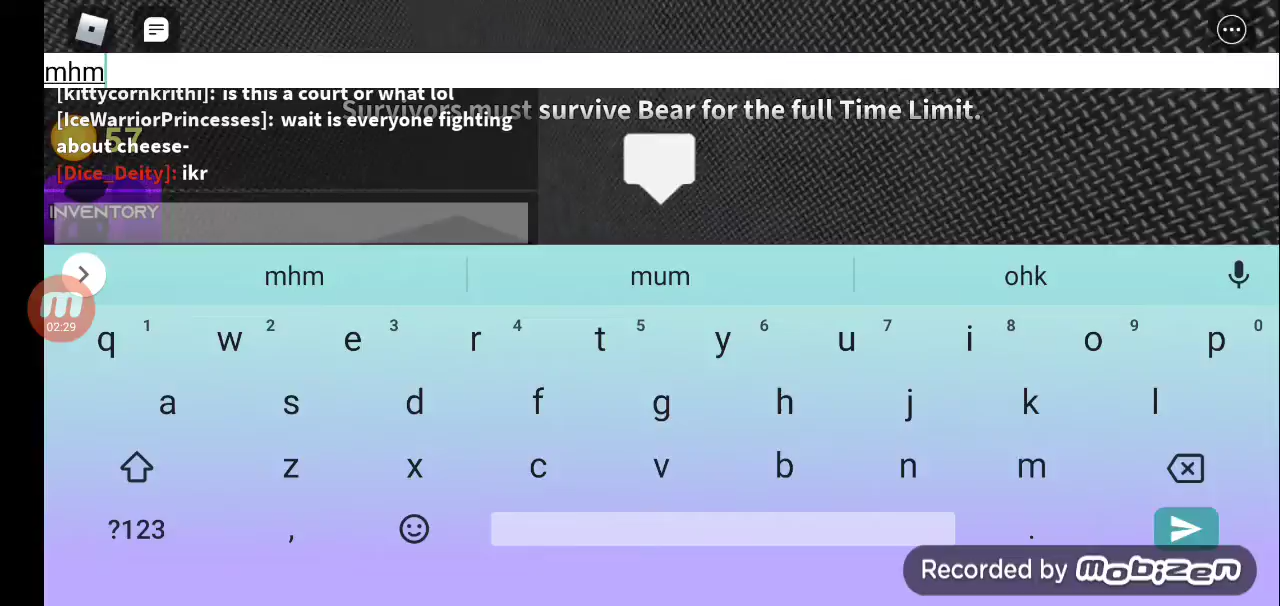 mhm
[kittycornkrithi]: is this a court or what lol
Survivors must survive Bear for the full Time Limit.
[IceWarriorPrincesses]: wait is everyone fighting
about cheese-
57
[Dice_Deity]: ikr
INVENTORY
mhm mum ohk
02:29
q 1 w 2 e 3 r 4 t 5 y 6 u 7 i 8 o 9 p 0
a s d f g h j k l
z x c v b n m
?123 , .
Recorded by mobizen